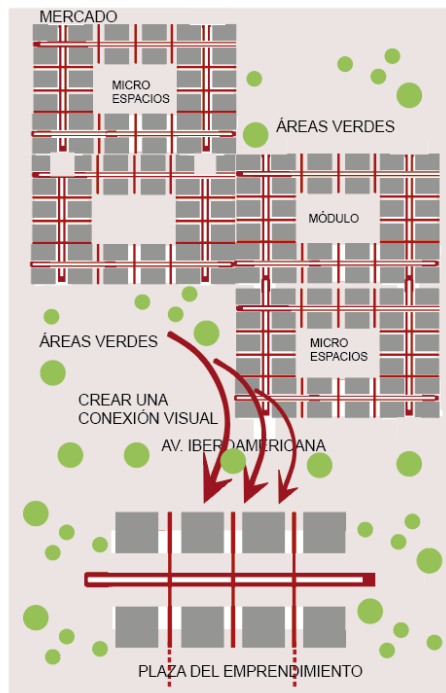 MERCADO
MICRO
ESPACIOS
ÁREAS VERDES
MÓDULO
ÁREAS VERDES
MICRO
ESPACIOS
CREAR UNA
CONEXIÓN VISUAL
AV. IBEROAMERICANA
PLAZA DEL EMPRENDIMIENTO